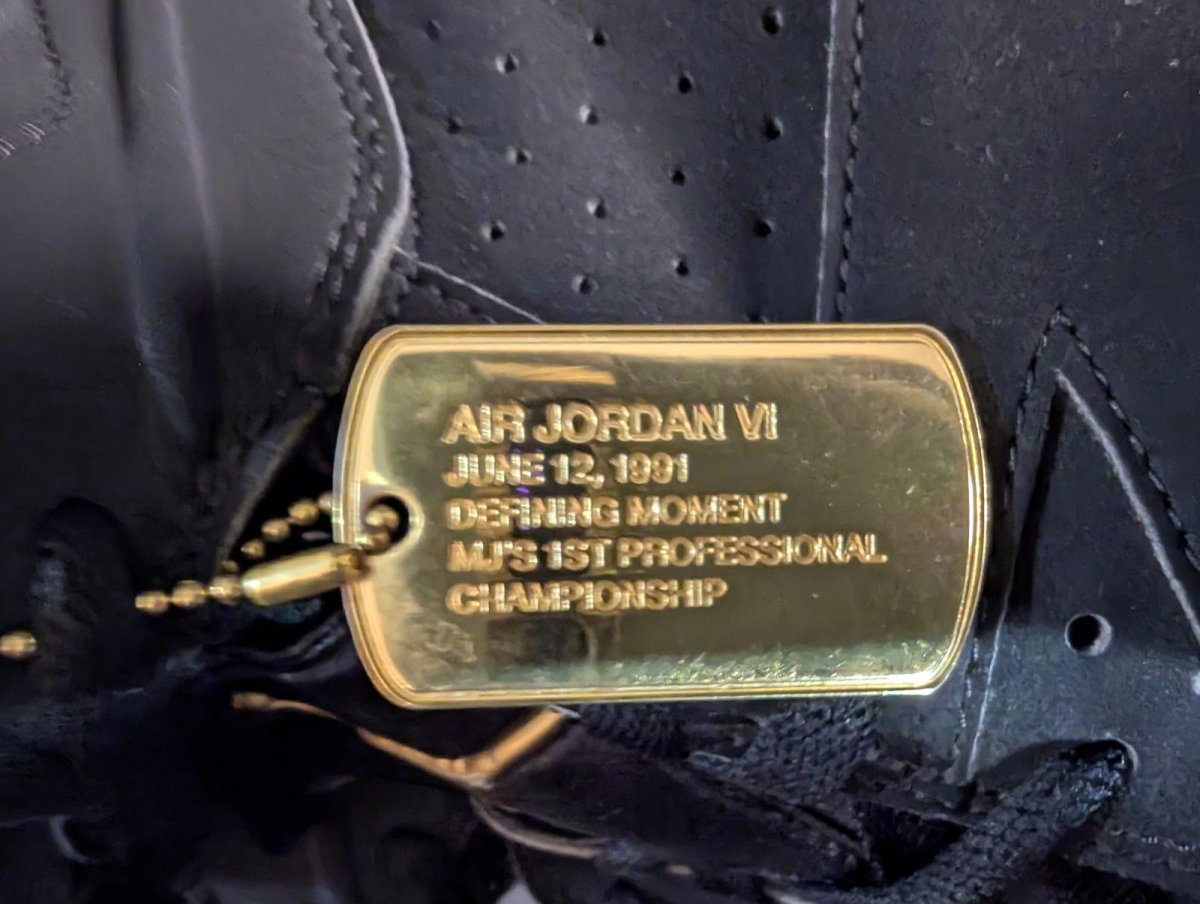 AIR JORDAN VI
JUNE 12, 1991
DEFINING MOMENT
MJ'S 1ST PROFESSIONAL
CHAMPIONSHIP